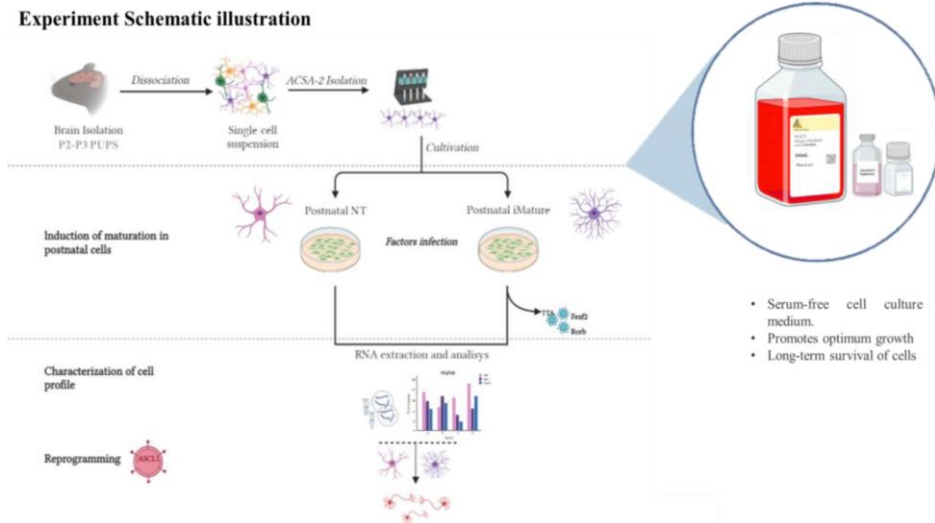 Experiment Schematic illustration
Dissociation
ACSA-2 Isolation
Brain Isolation
P2-P3 PUPS
Single cell
suspension
Cultivation
Postnatal NT
Postnatal iMature
Induction of maturation in
postnatal cells
Factors infection
TTA
Fezf2
Rorb
RNA extraction and analisys
Characterization of cell
profile
Reprogramming
ASCL1
• Serum-free cell culture
medium.
• Promotes optimum growth
• Long-term survival of cells